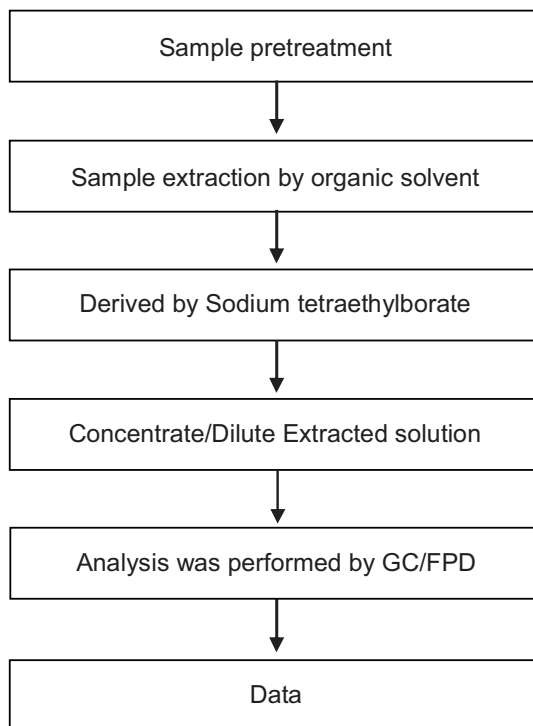 Sample pretreatment
Sample extraction by organic solvent
Derived by Sodium tetraethylborate
Concentrate/Dilute Extracted solution
Analysis was performed by GC/FPD
Data